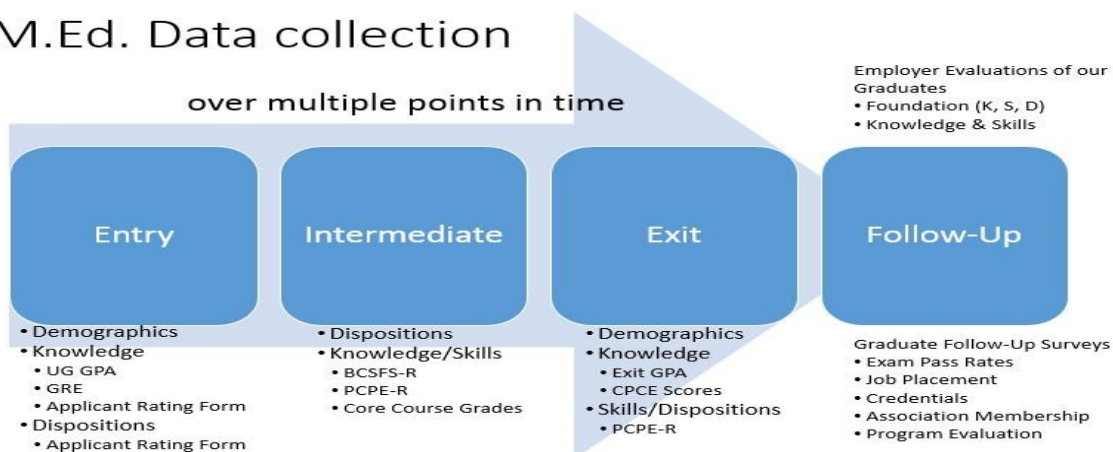 M.Ed. Data collection
over multiple points in time
Employer Evaluations of our
Graduates
• Foundation (K, S, D)
• Knowledge & Skills
Entry
Intermediate
Exit
Follow-Up
• Demographics
• Knowledge
• UG GPA
• GRE
• Applicant Rating Form
• Dispositions
• Applicant Rating Form
• Dispositions
• Knowledge/Skills
• BCSFS-R
• PCPE-R
• Core Course Grades
• Demographics
• Knowledge
• Exit GPA
• CPCE Scores
• Skills/Dispositions
• PCPE-R
Graduate Follow-Up Surveys
• Exam Pass Rates
• Job Placement
• Credentials
• Association Membership
• Program Evaluation